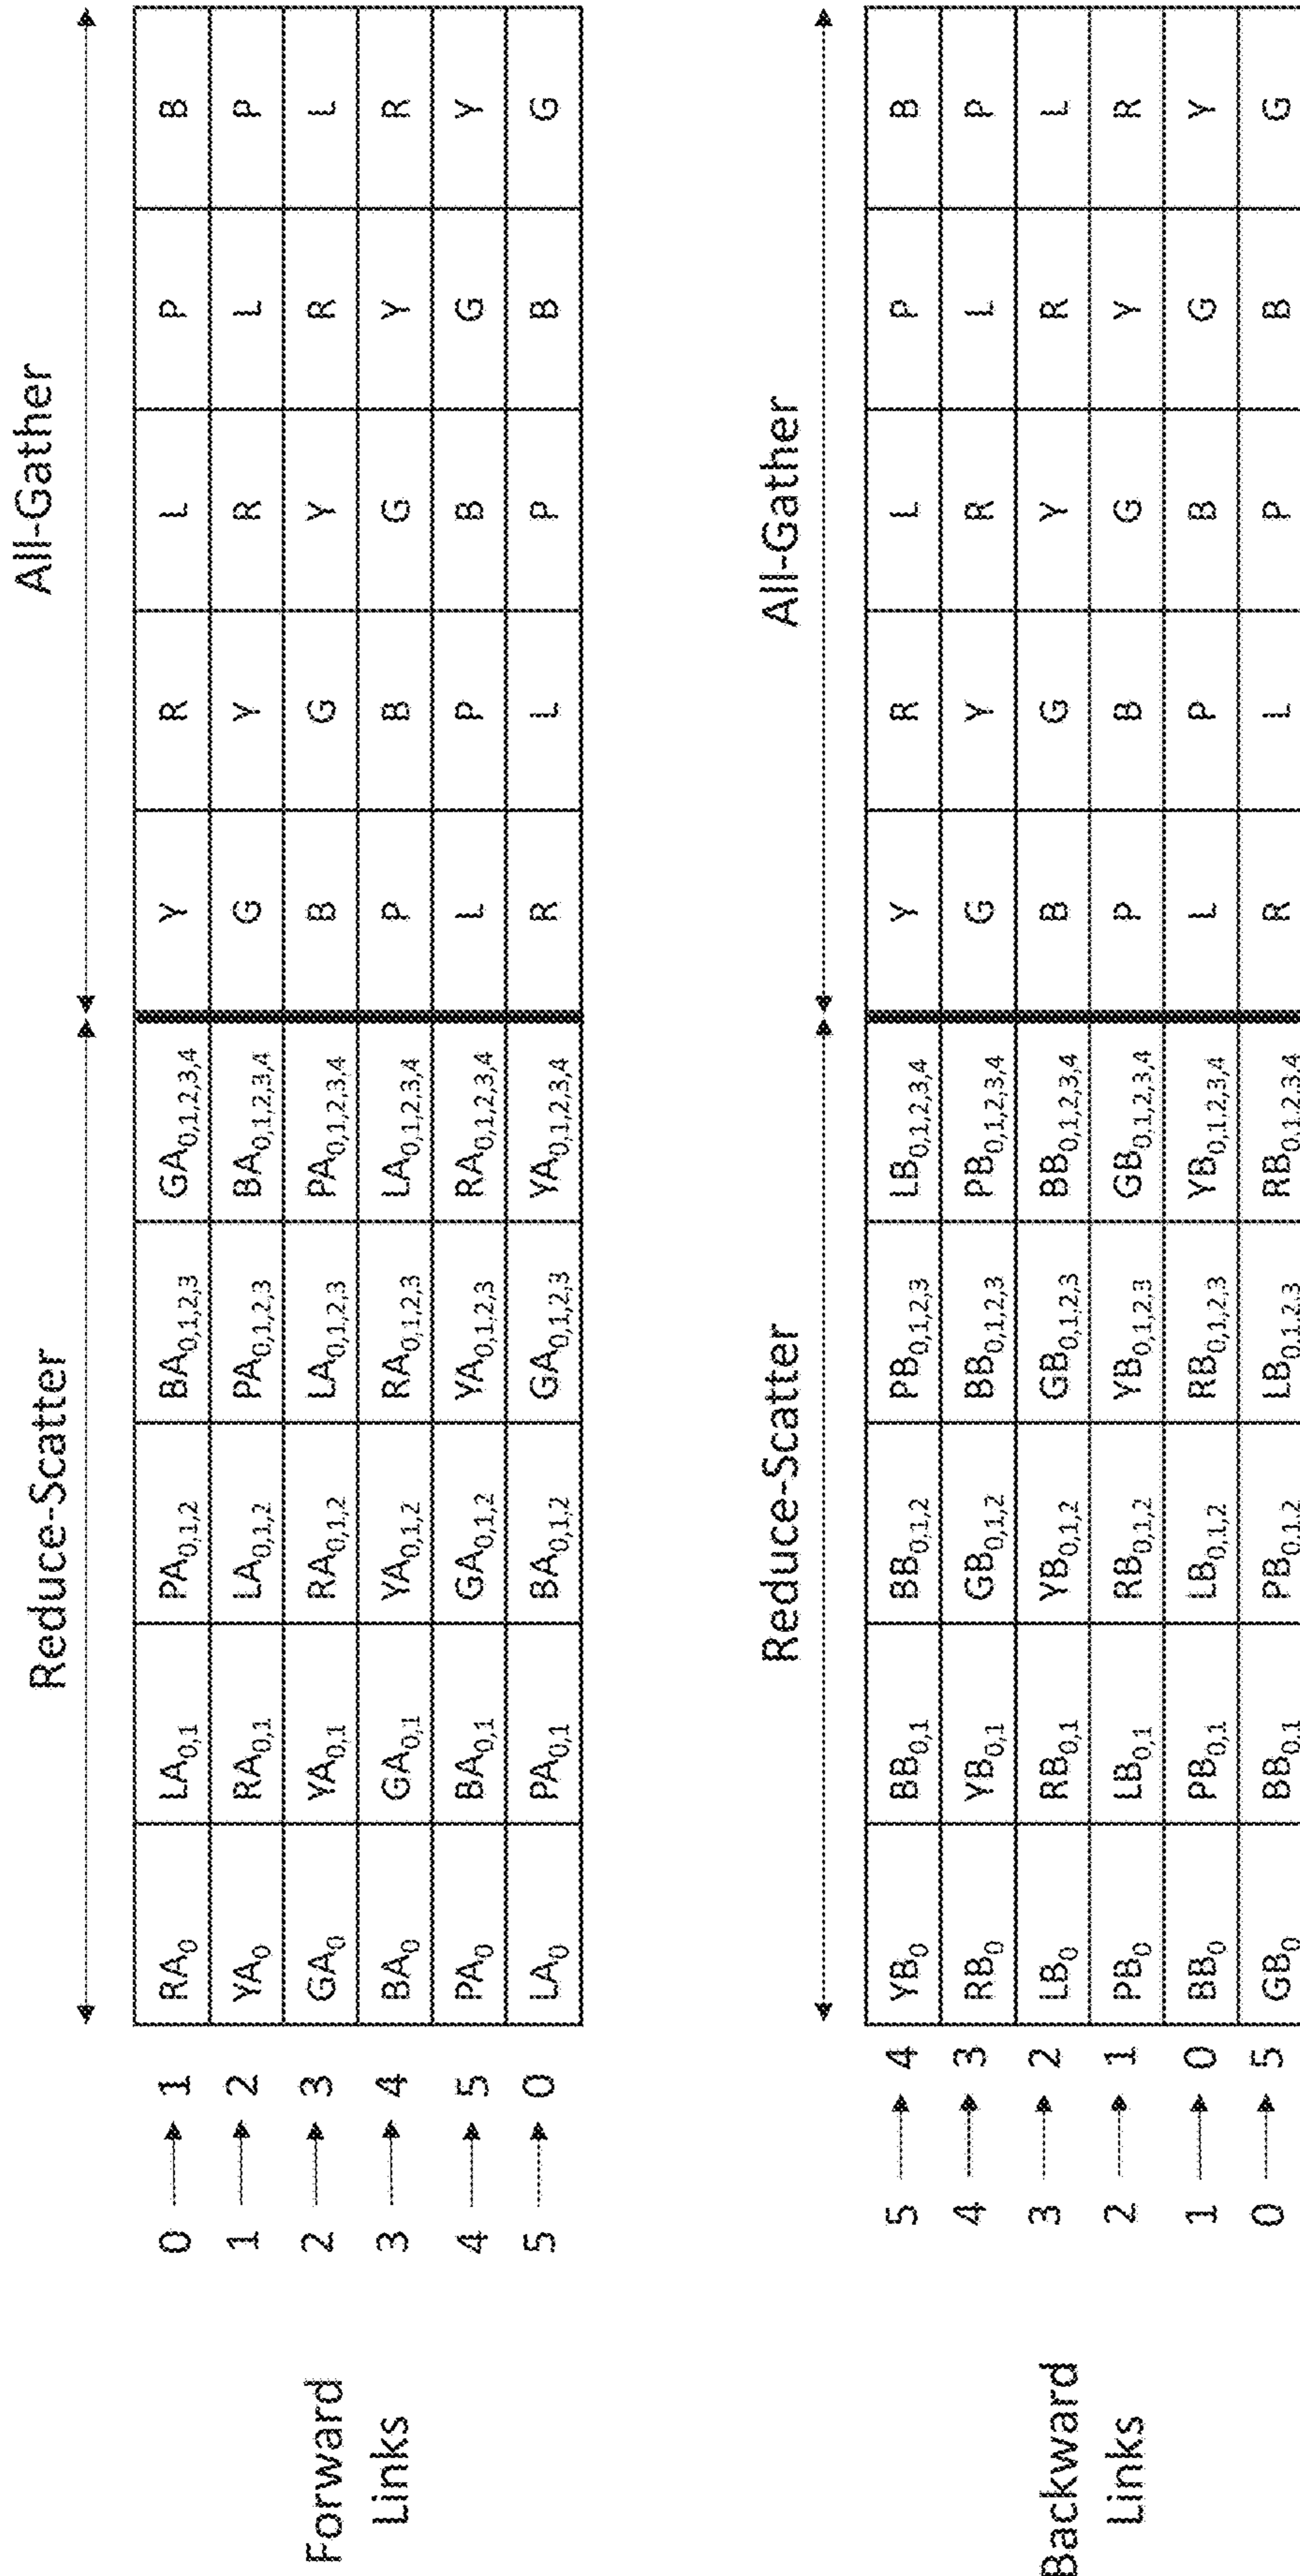 Reduce-Scatter All-Gather
Forward Links
0 → 1 RA0 LA0,1 PA0,1,2 BA0,1,2,3 GA0,1,2,3,4 Y R L P B
1 → 2 YA0 RA0,1 LA0,1,2 PA0,1,2,3 BA0,1,2,3,4 G Y R L P
2 → 3 GA0 YA0,1 RA0,1,2 LA0,1,2,3 PA0,1,2,3,4 B G Y R L
3 → 4 BA0 GA0,1 YA0,1,2 RA0,1,2,3 LA0,1,2,3,4 P B G Y R
4 → 5 PA0 BA0,1 GA0,1,2 YA0,1,2,3 RA0,1,2,3,4 L P B G Y
5 → 0 LA0 PA0,1 BA0,1,2 GA0,1,2,3 YA0,1,2,3,4 R L P B G
Reduce-Scatter All-Gather
Backward Links
5 → 4 YB0 BB0,1 BB0,1,2 PB0,1,2,3 LB0,1,2,3,4 Y R L P B
4 → 3 RB0 YB0,1 GB0,1,2 BB0,1,2,3 PB0,1,2,3,4 G Y R L P
3 → 2 LB0 RB0,1 YB0,1,2 GB0,1,2,3 BB0,1,2,3,4 B G Y R L
2 → 1 PB0 LB0,1 RB0,1,2 YB0,1,2,3 GB0,1,2,3,4 P B G Y R
1 → 0 BB0 PB0,1 LB0,1,2 RB0,1,2,3 YB0,1,2,3,4 L P B G Y
0 → 5 GB0 BB0,1 PB0,1,2 LB0,1,2,3 RB0,1,2,3,4 R L P B G